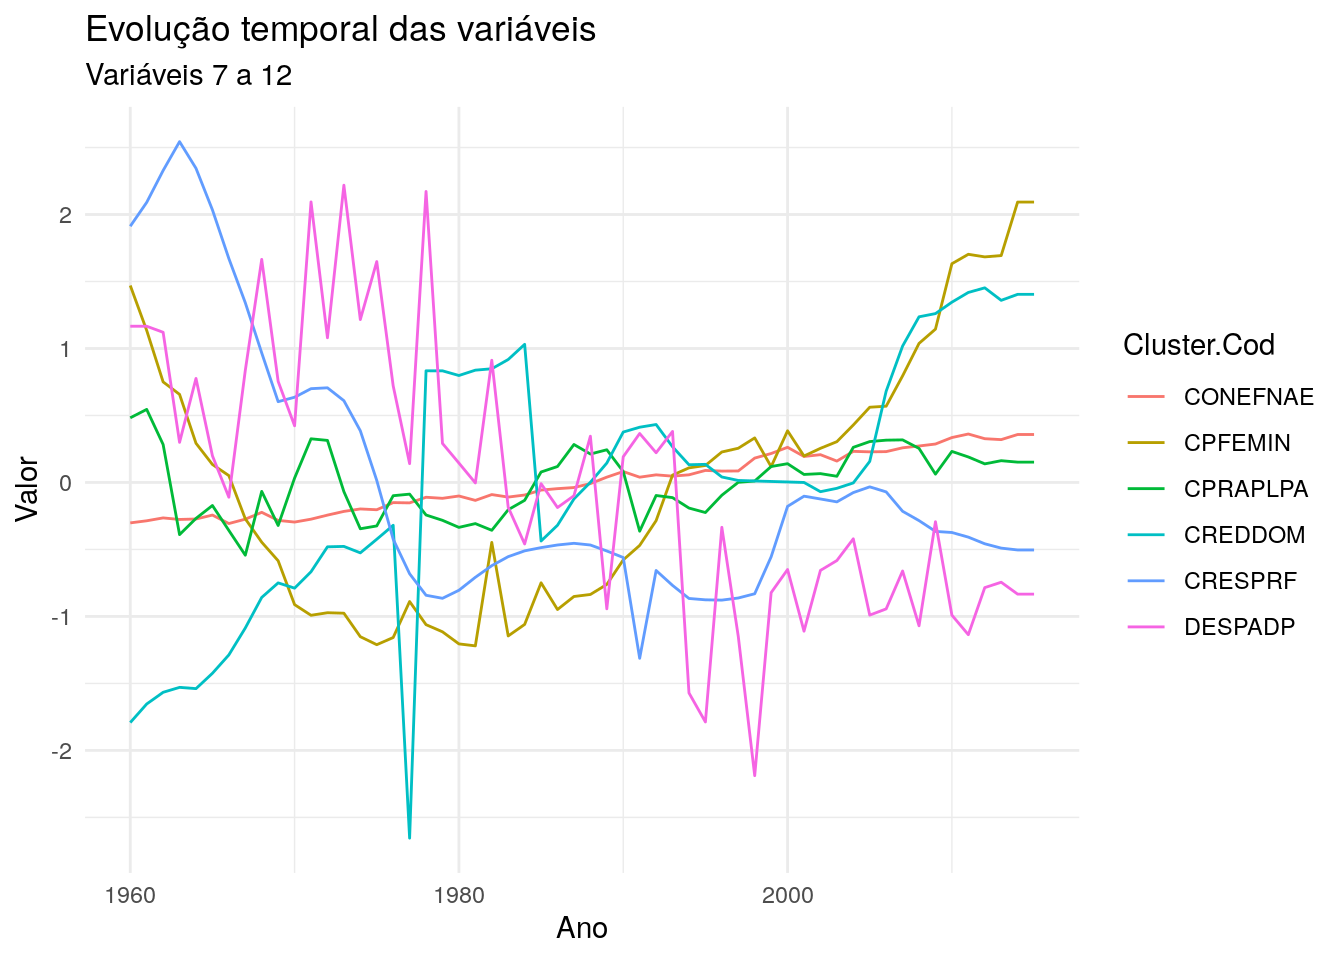 Evolução temporal das variáveis
Variáveis 7 a 12
Valor
2
1
0
-1
-2
1960
1980
2000
Ano
Cluster.Cod
CONEFNAE
CPFEMIN
CPRAPLPA
CREDDOM
CRESPRF
DESPADP